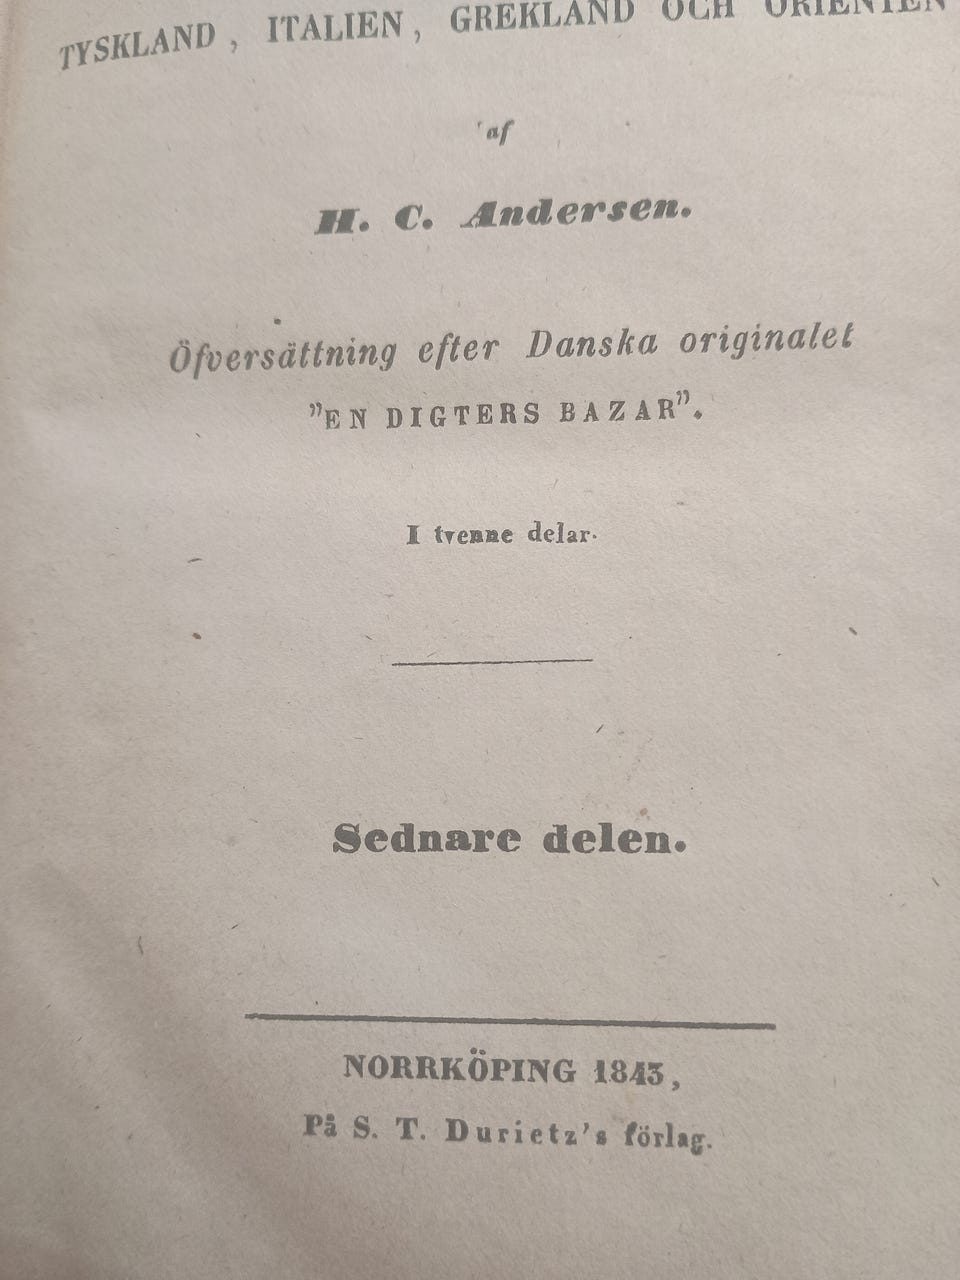 TYSKLAND, ITALIEN, GREKLAND OCH ORIENTEN
af
H. C. Andersen.
Öfversättning efter Danska originalet
”EN DIGTERS BAZAR”.
I tvenne delar.
Sednare delen.
NORRKÖPING 1843,
På S. T. Durietz's förlag.